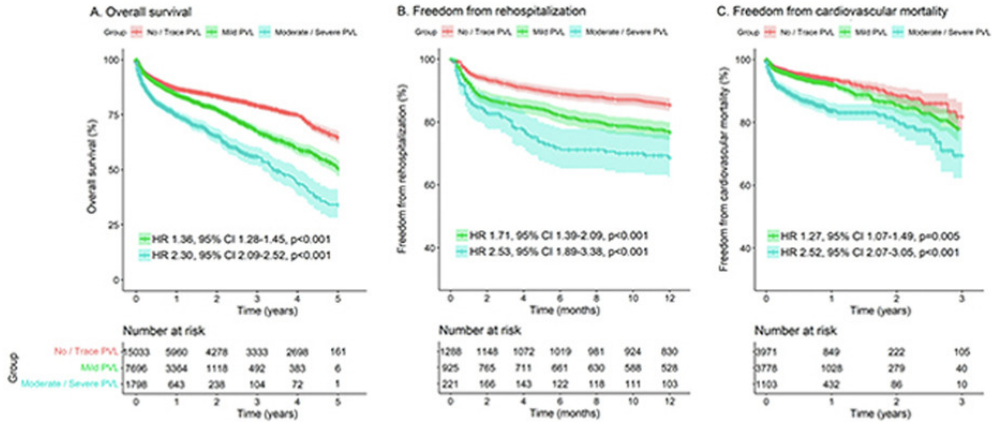 A. Overall survival
Group No / Trace PVL Mild PVL Moderate / Severe PVL
100
75
50
25
0
Overall survival (%)
HR 1.36, 95% CI 1.28-1.45, p<0.001
HR 2.30, 95% CI 2.09-2.52, p<0.001
0 1 2 3 4 5
Time (years)
Number at risk
Group
No / Trace PVL 15033 5960 4278 3333 2698 161
Mild PVL 7696 3364 1118 492 383 6
Moderate / Severe PVL 1798 643 238 104 72 1
0 1 2 3 4 5
Time (years)
B. Freedom from rehospitalization
Group No / Trace PVL Mild PVL Moderate / Severe PVL
100
80
60
40
Freedom from rehospitalization (%)
HR 1.71, 95% CI 1.39-2.09, p<0.001
HR 2.53, 95% CI 1.89-3.38, p<0.001
0 2 4 6 8 10 12
Time (months)
Number at risk
1288 1148 1072 1019 981 924 830
925 765 711 661 630 588 528
221 166 143 122 118 111 103
0 2 4 6 8 10 12
Time (months)
C. Freedom from cardiovascular mortality
Group No / Trace PVL Mild PVL Moderate / Severe PVL
100
80
60
40
Freedom from cardiovascular mortality (%)
HR 1.27, 95% CI 1.07-1.49, p=0.005
HR 2.52, 95% CI 2.07-3.05, p<0.001
0 1 2 3
Time (years)
Number at risk
3971 849 222 105
3778 1028 279 40
1103 432 86 10
0 1 2 3
Time (years)